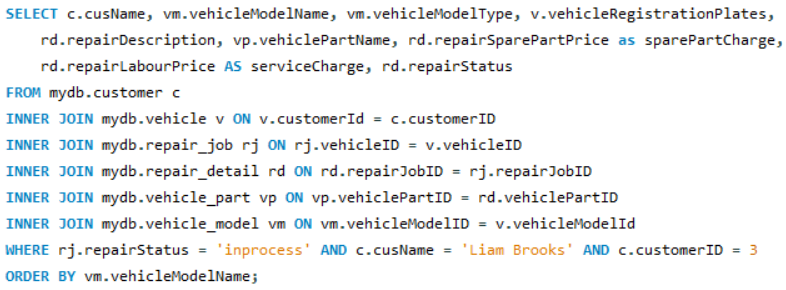 SELECT c.cusName, vm.vehicleModelName, vm.vehicleModelType, v.vehicleRegistrationPlates,
rd.repairDescription, vp.vehiclePartName, rd.repairSparePartPrice as sparePartCharge,
rd.repairLabourPrice AS serviceCharge, rd.repairStatus
FROM mydb.customer c
INNER JOIN mydb.vehicle v ON v.customerId = c.customerID
INNER JOIN mydb.repair_job rj ON rj.vehicleID = v.vehicleID
INNER JOIN mydb.repair_detail rd ON rd.repairJobID = rj.repairJobID
INNER JOIN mydb.vehicle_part vp ON vp.vehiclePartID = rd.vehiclePartID
INNER JOIN mydb.vehicle_model vm ON vm.vehicleModelID = v.vehicleModelId
WHERE rj.repairStatus = 'inprocess' AND c.cusName = 'Liam Brooks' AND c.customerID = 3
ORDER BY vm.vehicleModelName;